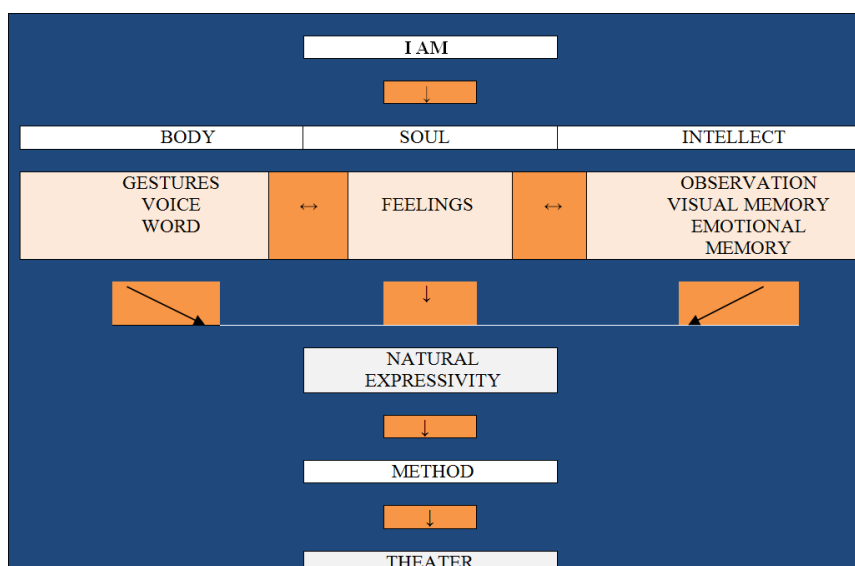 I AM
↓
BODY SOUL INTELLECT
GESTURES
VOICE
WORD
↔
FEELINGS
↔
OBSERVATION
VISUAL MEMORY
EMOTIONAL
MEMORY
↓
NATURAL
EXPRESSIVITY
↓
METHOD
↓
THEATER